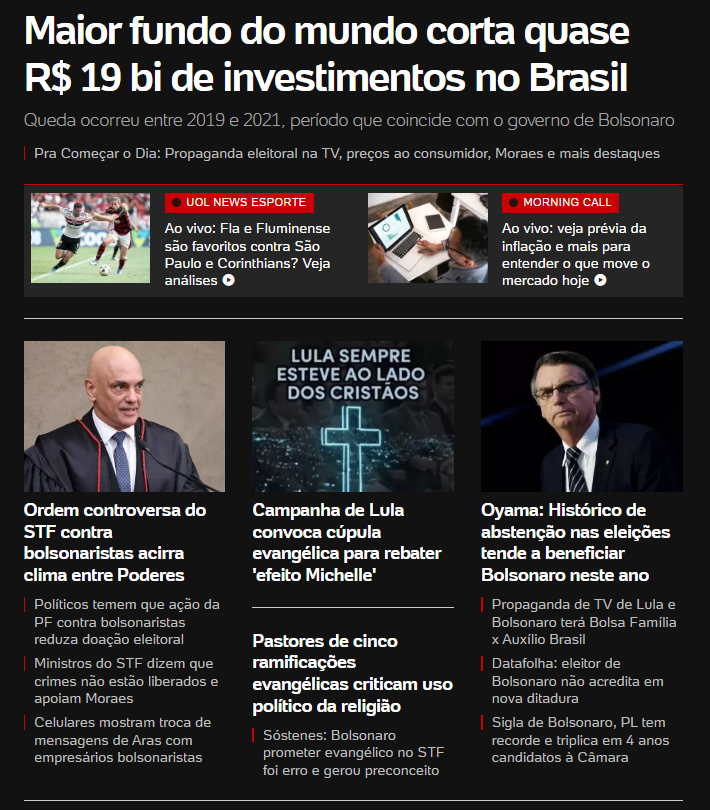 Maior fundo do mundo corta quase
R$ 19 bi de investimentos no Brasil
Queda ocorreu entre 2019 e 2021, período que coincide com o governo de Bolsonaro
Pra Começar o Dia: Propaganda eleitoral na TV, preços ao consumidor, Moraes e mais destaques
UOL NEWS ESPORTE
Ao vivo: Fla e Fluminense
são favoritos contra São
Paulo e Corinthians? Veja
análises
MORNING CALL
Ao vivo: veja prévia da
inflação e mais para
entender o que move o
mercado hoje
Ordem controversa do
STF contra
bolsonaristas acirra
clima entre Poderes
Políticos temem que ação da
PF contra bolsonaristas
reduza doação eleitoral
Ministros do STF dizem que
crimes não estão liberados e
apoiam Moraes
Celulares mostram troca de
mensagens de Aras com
empresários bolsonaristas
LULA SEMPRE
ESTEVE AO LADO
DOS CRISTÃOS
Campanha de Lula
convoca cúpula
evangélica para rebater
'efeito Michelle'
Pastores de cinco
ramificações
evangélicas criticam uso
político da religião
Sóstenes: Bolsonaro
prometer evangélico no STF
foi erro e gerou preconceito
Oyama: Histórico de
abstenção nas eleições
tende a beneficiar
Bolsonaro neste ano
Propaganda de TV de Lula e
Bolsonaro terá Bolsa Família
x Auxílio Brasil
Datafolha: eleitor de
Bolsonaro não acredita em
nova ditadura
Sigla de Bolsonaro, PL tem
recorde e triplica em 4 anos
candidatos à Câmara